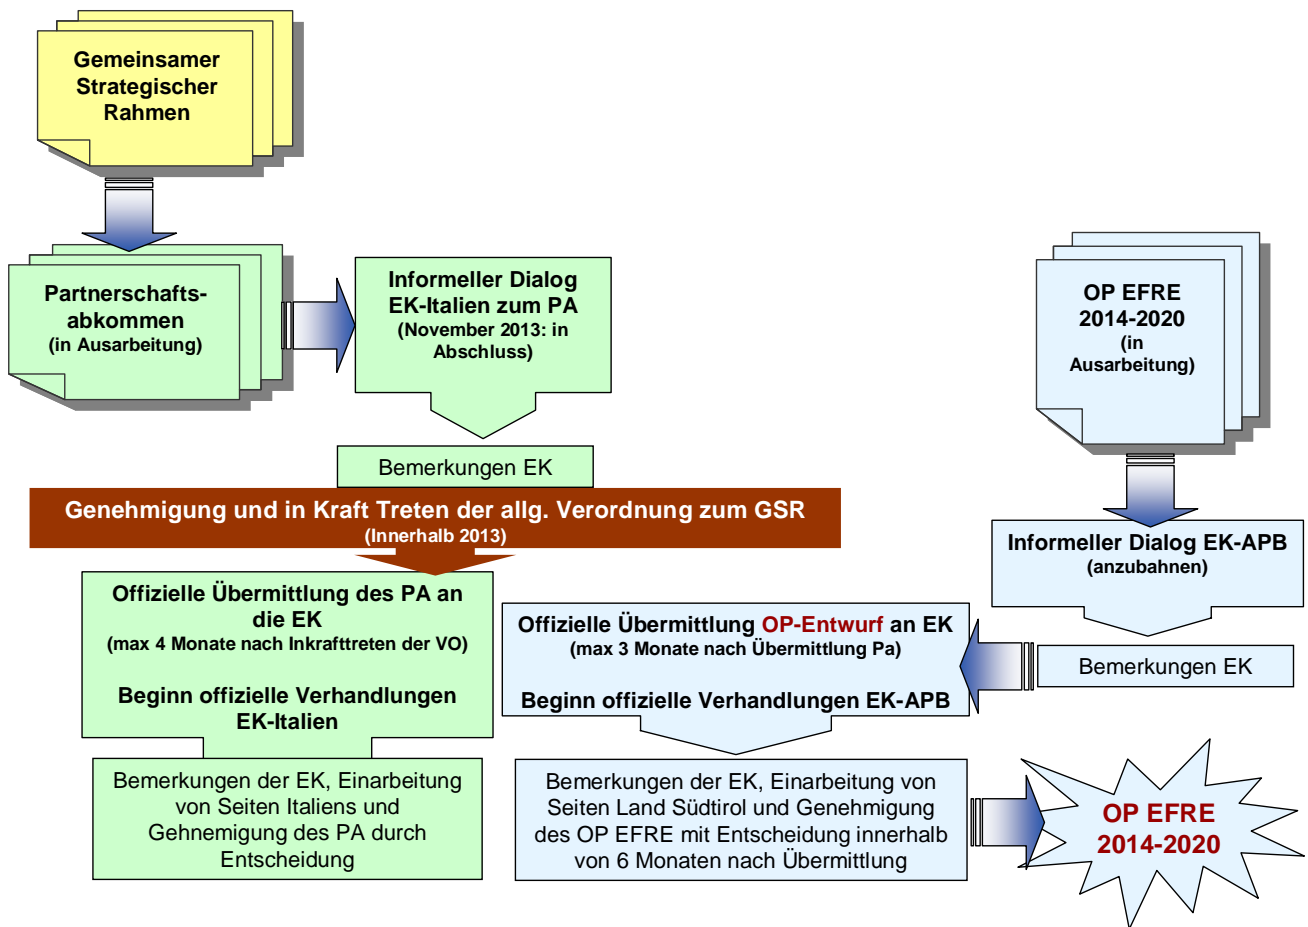 Gemeinsamer
Strategischer
Rahmen
Partnerschafts-
abkommen
(in Ausarbeitung)
Informeller Dialog
EK-Italien zum PA
(November 2013: in
Abschluss)
Bemerkungen EK
OP EFRE
2014-2020
(in
Ausarbeitung)
Informeller Dialog EK-APB
(anzubahnen)
Bemerkungen EK
Genehmigung und in Kraft Treten der allg. Verordnung zum GSR
(Innerhalb 2013)
Offizielle Übermittlung des PA an
die EK
(max 4 Monate nach Inkrafttreten der VO)
Beginn offizielle Verhandlungen
EK-Italien
Offizielle Übermittlung OP-Entwurf an EK
(max 3 Monate nach Übermittlung Pa)
Beginn offizielle Verhandlungen EK-APB
Bemerkungen der EK, Einarbeitung
von Seiten Italiens und
Gehnemigung des PA durch
Entscheidung
Bemerkungen der EK, Einarbeitung von
Seiten Land Südtirol und Genehmigung
des OP EFRE mit Entscheidung innerhalb
von 6 Monaten nach Übermittlung
OP EFRE
2014-2020